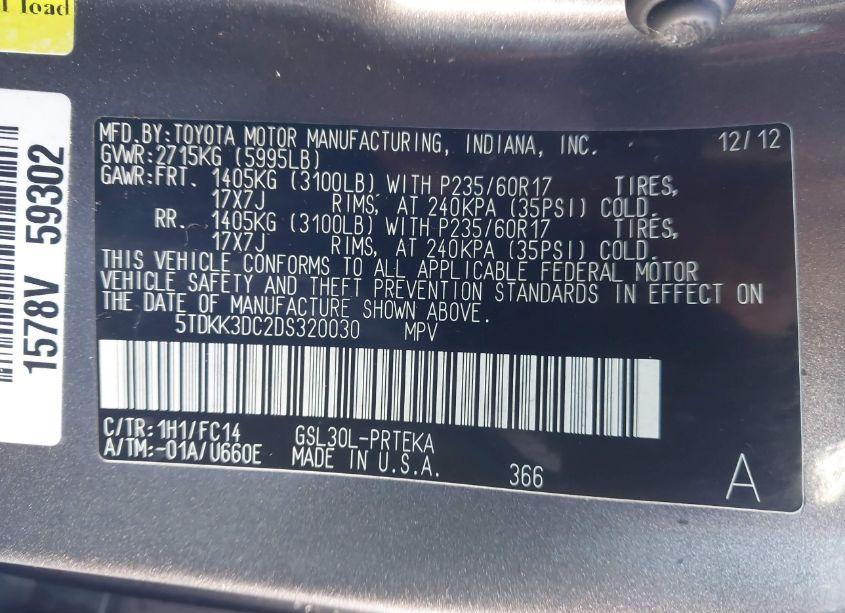 load
1578V 59302
MFD.BY:TOYOTA MOTOR MANUFACTURING, INDIANA, INC. 12/12
GVWR:2715KG (5995LB)
GAWR:FRT. 1405KG (3100LB) WITH P235/60R17 TIRES,
17X7J RIMS, AT 240KPA (35PSI) COLD.
RR. 1405KG (3100LB) WITH P235/60R17 TIRES,
17X7J RIMS, AT 240KPA (35PSI) COLD.
THIS VEHICLE CONFORMS TO ALL APPLICABLE FEDERAL MOTOR
VEHICLE SAFETY AND THEFT PREVENTION STANDARDS IN EFFECT ON
THE DATE OF MANUFACTURE SHOWN ABOVE.
5TDKK3DC2DS320030 MPV
C/TR:1H1/FC14 GSL30L-PRTEKA
A/TM:-01A/U660E MADE IN U.S.A.
366 A